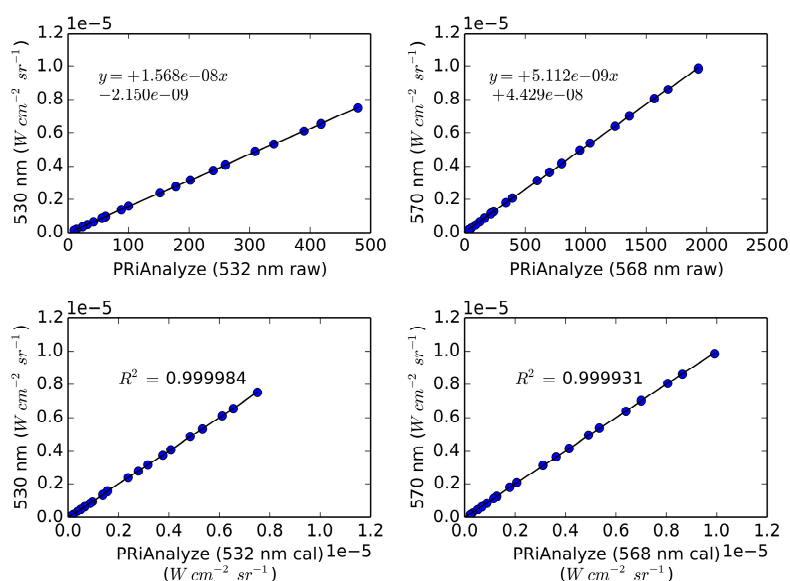 1e−5
1.2
1.0
0.8
0.6
0.4
0.2
0.0
530 nm (W cm⁻² sr⁻¹)
y = +1.568e−08x
−2.150e−09
0 100 200 300 400 500
PRiAnalyze (532 nm raw)
1e−5
1.2
1.0
0.8
0.6
0.4
0.2
0.0
570 nm (W cm⁻² sr⁻¹)
y = +5.112e−09x
+4.429e−08
0 500 1000 1500 2000 2500
PRiAnalyze (568 nm raw)
1e−5
1.2
1.0
0.8
0.6
0.4
0.2
0.0
530 nm (W cm⁻² sr⁻¹)
R² = 0.999984
0.0 0.2 0.4 0.6 0.8 1.0 1.2
PRiAnalyze (532 nm cal) 1e−5
(W cm⁻² sr⁻¹)
1e−5
1.2
1.0
0.8
0.6
0.4
0.2
0.0
570 nm (W cm⁻² sr⁻¹)
R² = 0.999931
0.0 0.2 0.4 0.6 0.8 1.0 1.2
PRiAnalyze (568 nm cal) 1e−5
(W cm⁻² sr⁻¹)